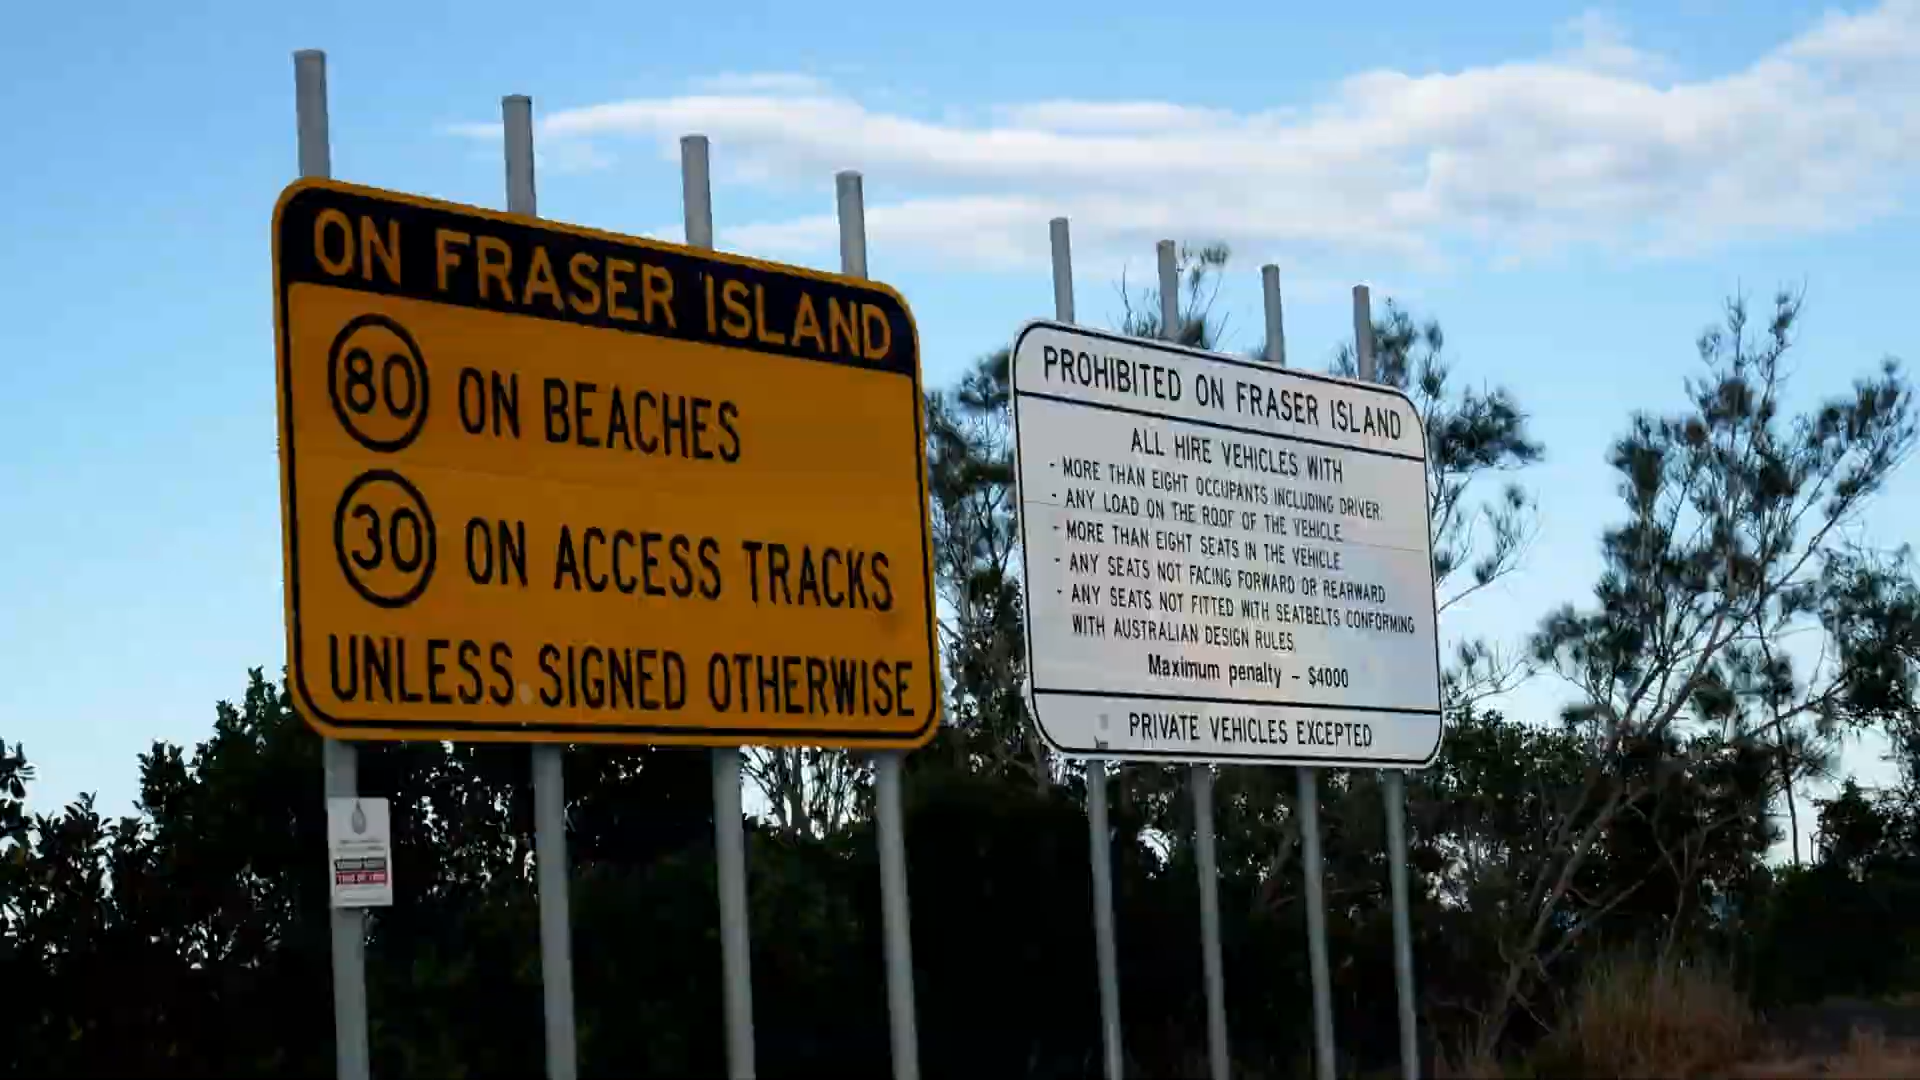 ON FRASER ISLAND
80 ON BEACHES
30 ON ACCESS TRACKS
UNLESS SIGNED OTHERWISE
PROHIBITED ON FRASER ISLAND
ALL HIRE VEHICLES WITH
- MORE THAN EIGHT OCCUPANTS INCLUDING DRIVER.
- ANY LOAD ON THE ROOF OF THE VEHICLE.
- MORE THAN EIGHT SEATS IN THE VEHICLE.
- ANY SEATS NOT FACING FORWARD OR REARWARD
- ANY SEATS NOT FITTED WITH SEATBELTS CONFORMING
WITH AUSTRALIAN DESIGN RULES.
Maximum penalty - $4000
PRIVATE VEHICLES EXCEPTED